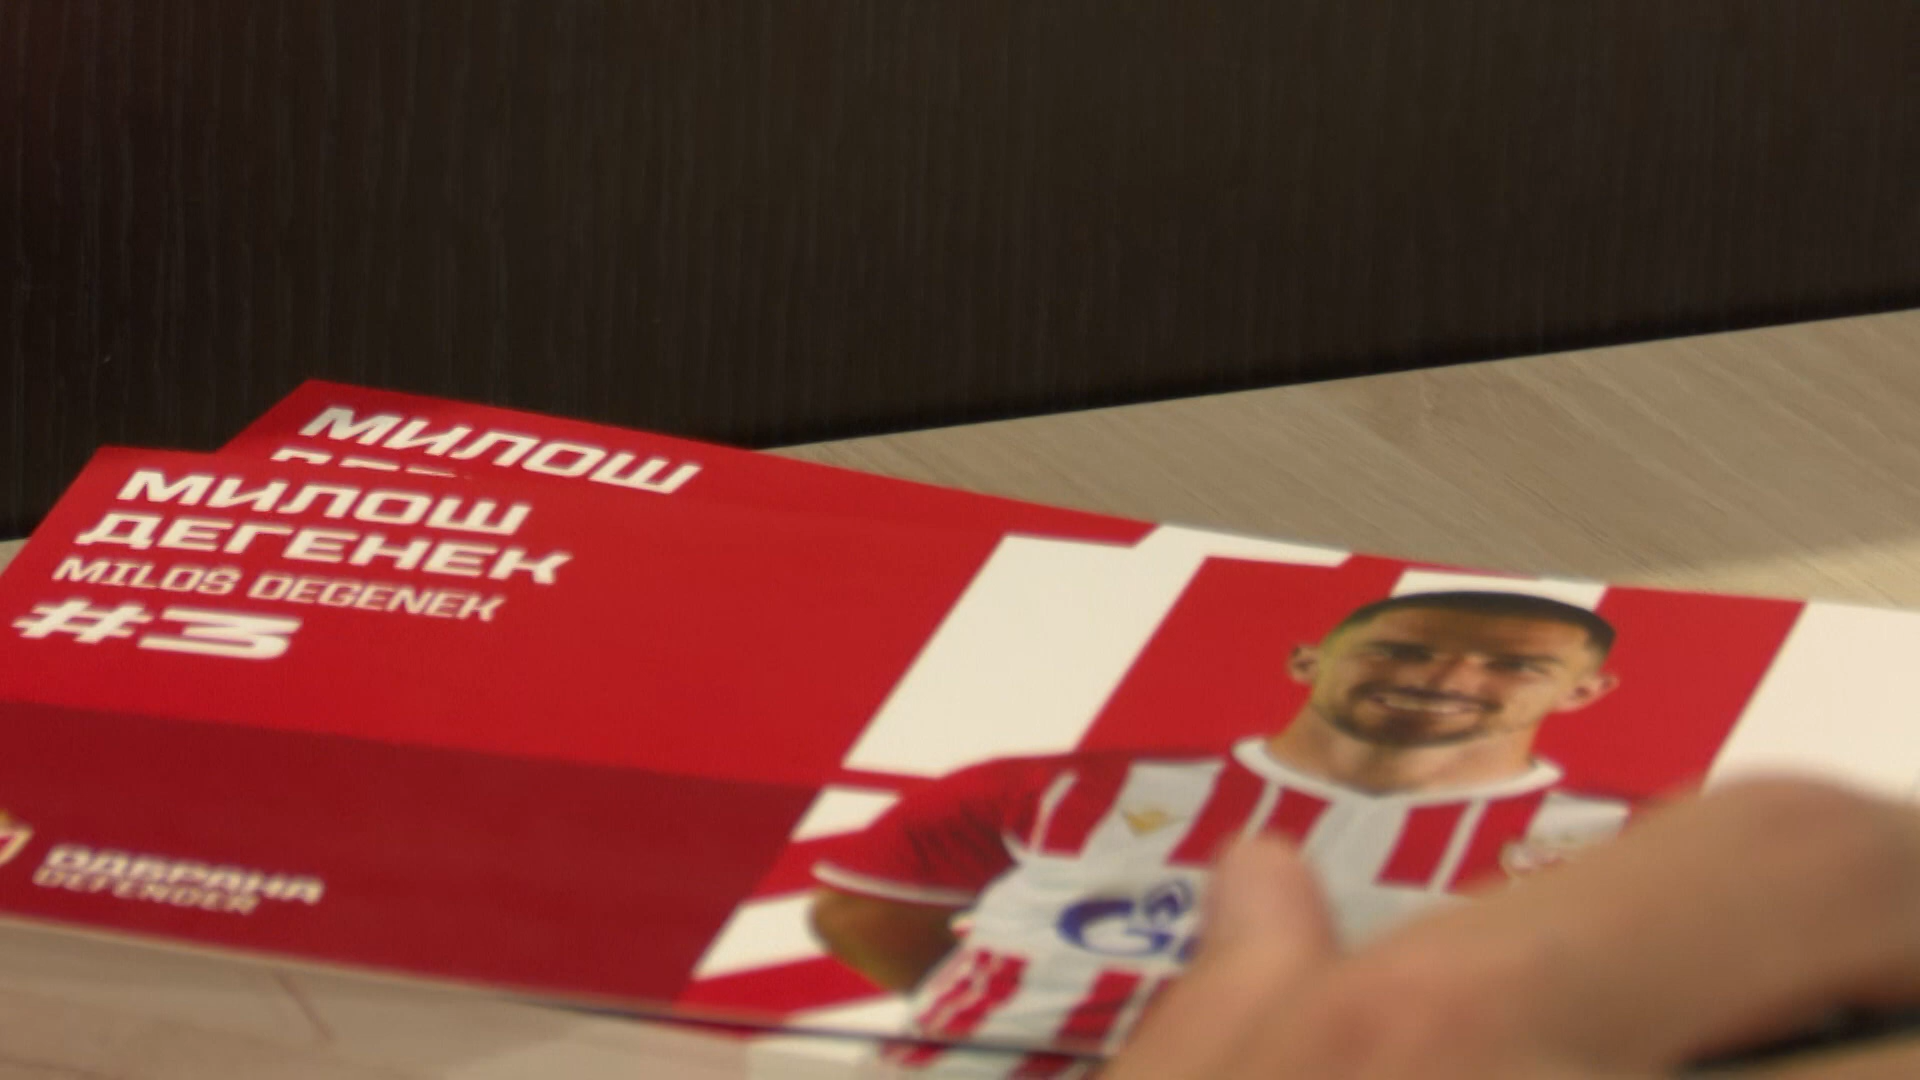 МИЛОШ
МИЛОШ
ДЕГЕНЕК
MILOŠ DEGENEK
#3
ОДБРАНА
DEFENDER
G